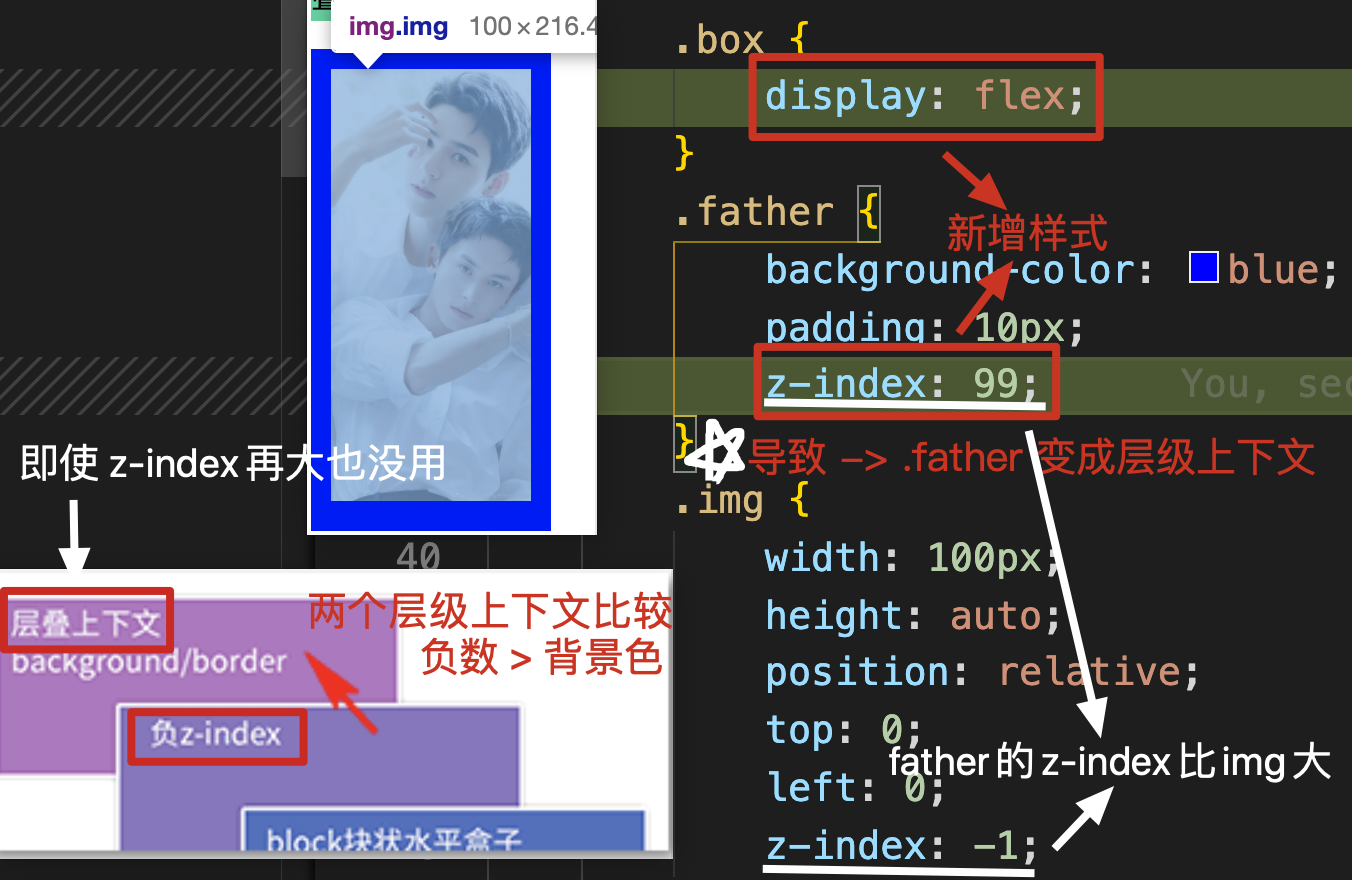 img.img 100×216.4
.box {
display: flex;
}
.father {
新增样式
background-color: blue;
padding: 10px;
z-index: 99;
You, sec
}
导致 –> .father 变成层级上下文
即使 z-index 再大也没用
.img {
40
width: 100px;
height: auto;
position: relative;
top: 0;
father 的 z-index 比 img 大
left: 0;
z-index: -1;
层叠上下文
background/border
两个层级上下文比较
负数 > 背景色
负z-index
block块状水平盒子